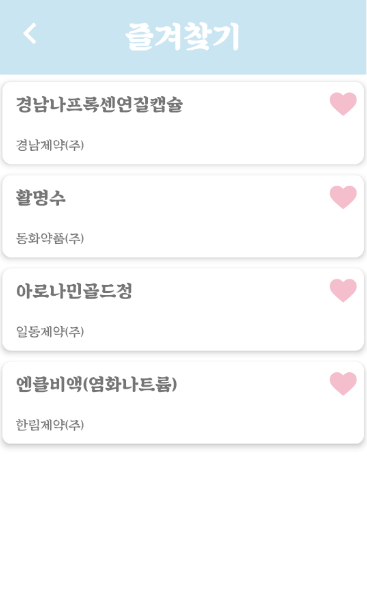 즐겨찾기
경남나프록센연질캡슐
경남제약(주)
활명수
동화약품(주)
아로나민골드정
일동제약(주)
엔클비액(염화나트륨)
한림제약(주)